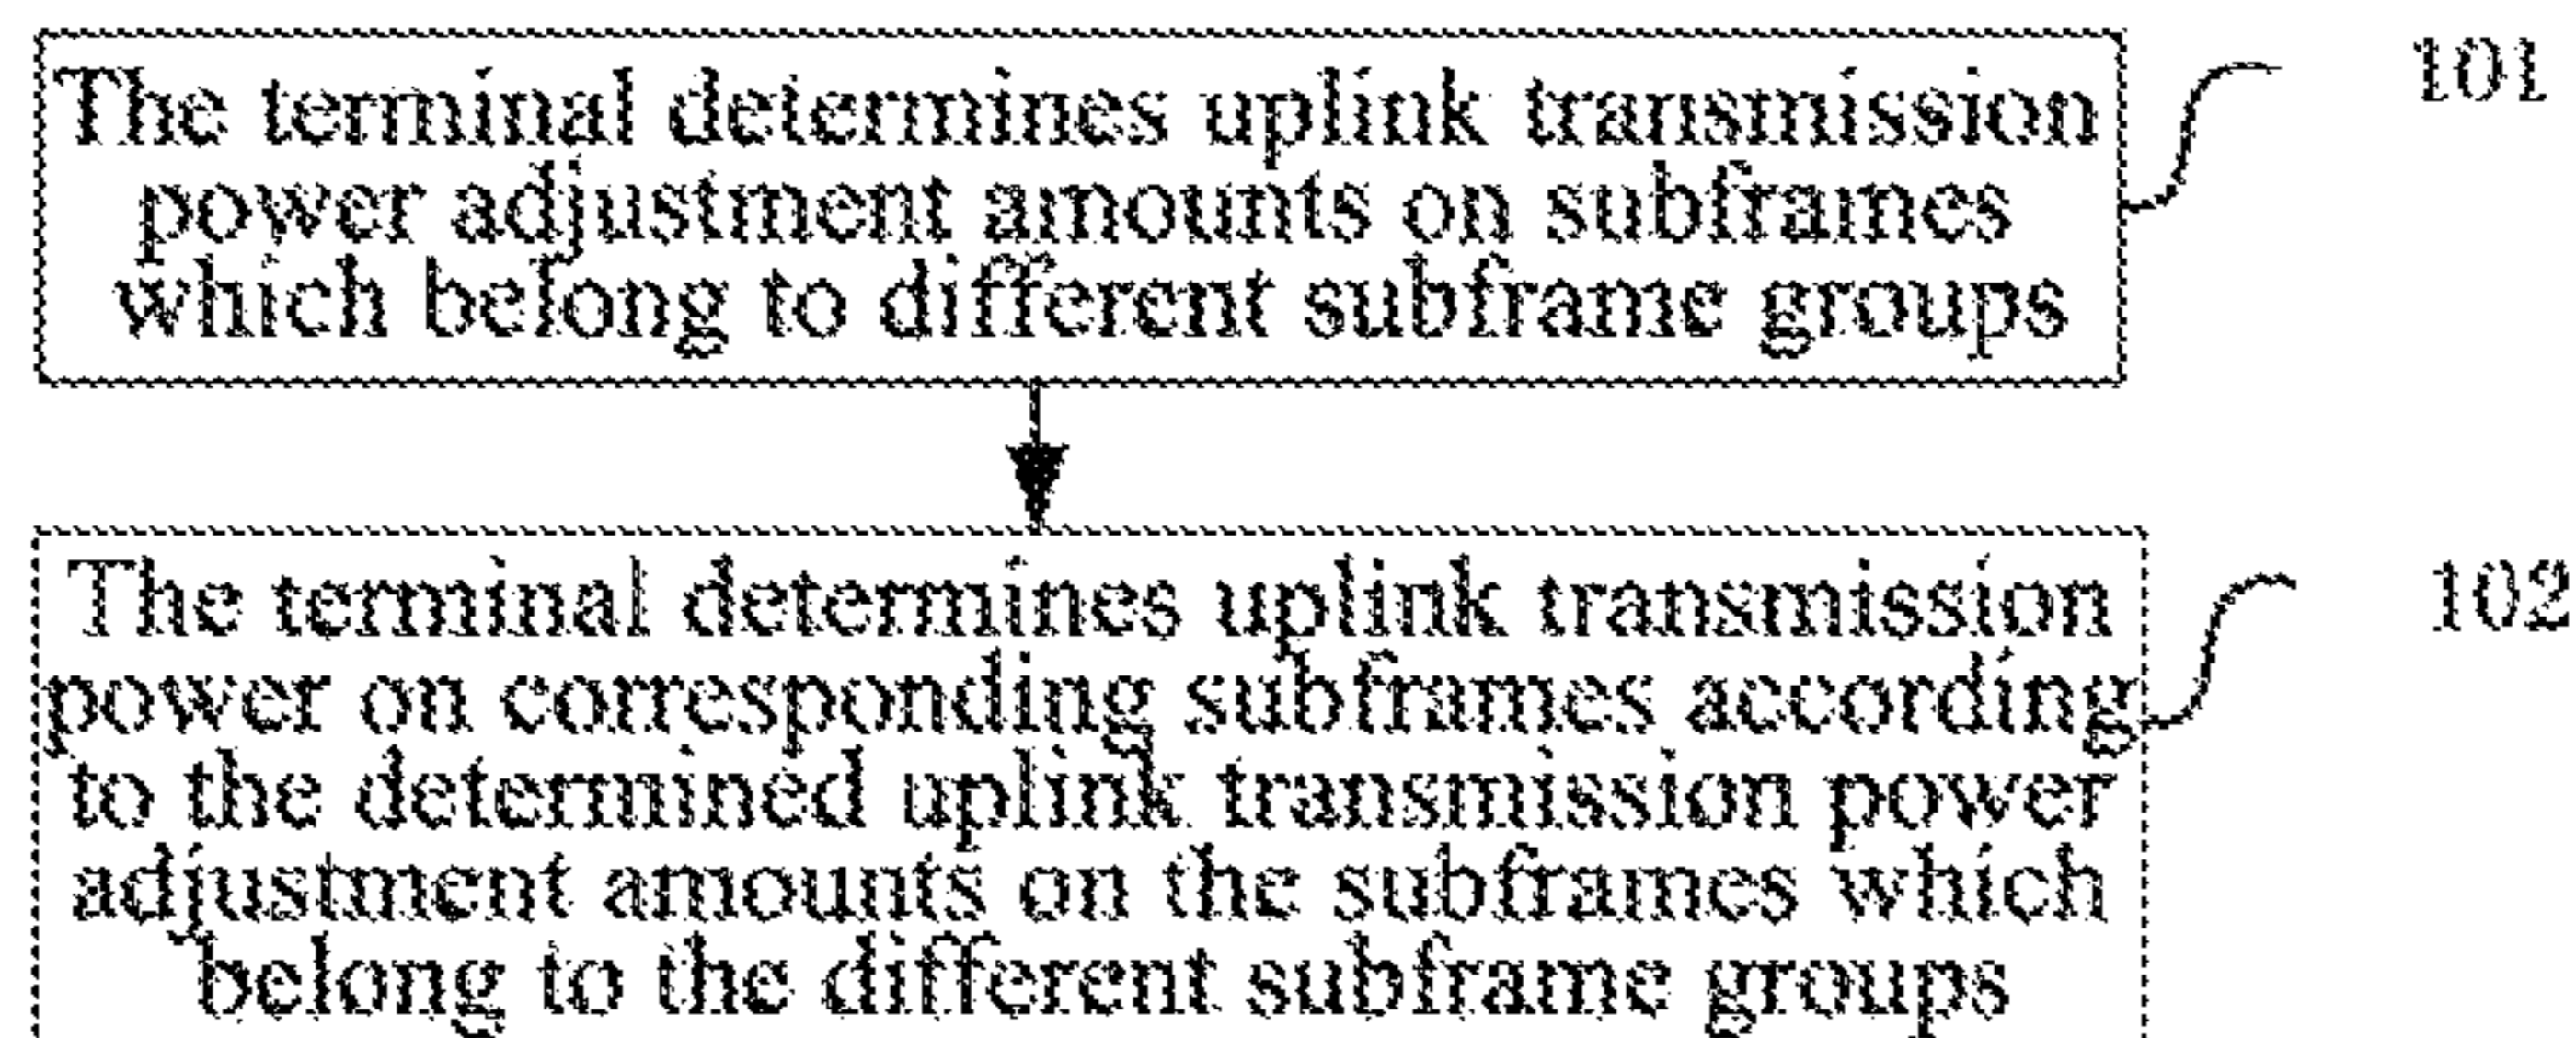 The terminal determines uplink transmission
power adjustment amounts on subframes
which belong to different subframe groups
101
The terminal determines uplink transmission
power on corresponding subframes according
to the determined uplink transmission power
adjustment amounts on the subframes which
belong to the different subframe groups
102